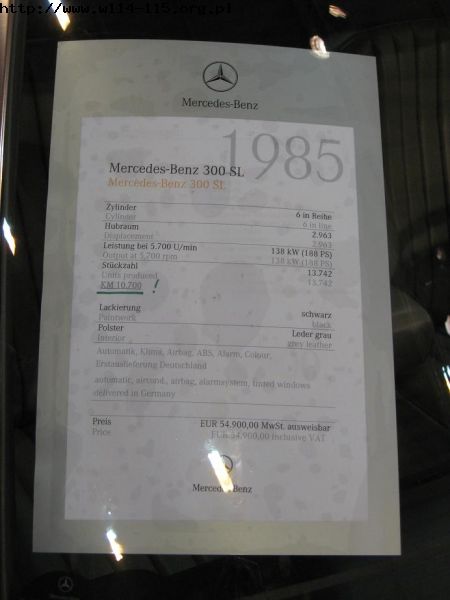 http://www.w114-115.org.pl
Mercedes-Benz
1985
Mercedes-Benz 300 SL
Mercedes-Benz 300 SL
Zylinder 6 in Reihe
Cylinder 6 in line
Hubraum 2.963
Displacement 2.963
Leistung bei 5.700 U/min 138 kW (188 PS)
Output at 5,700 rpm 138 kW (188 PS)
Stückzahl 13.742
Units produced 13.742
KM 10.700 !
Lackierung schwarz
Paintwork black
Polster Leder grau
Interior grey leather
Automatik, Klima, Airbag, ABS, Alarm, Colour,
Erstauslieferung Deutschland
automatic, aircond., airbag, alarmsystem, tinted windows
delivered in Germany
Preis EUR 54.900,00 MwSt. ausweisbar
Price EUR 54.900,00 inclusive VAT
Mercedes-Benz